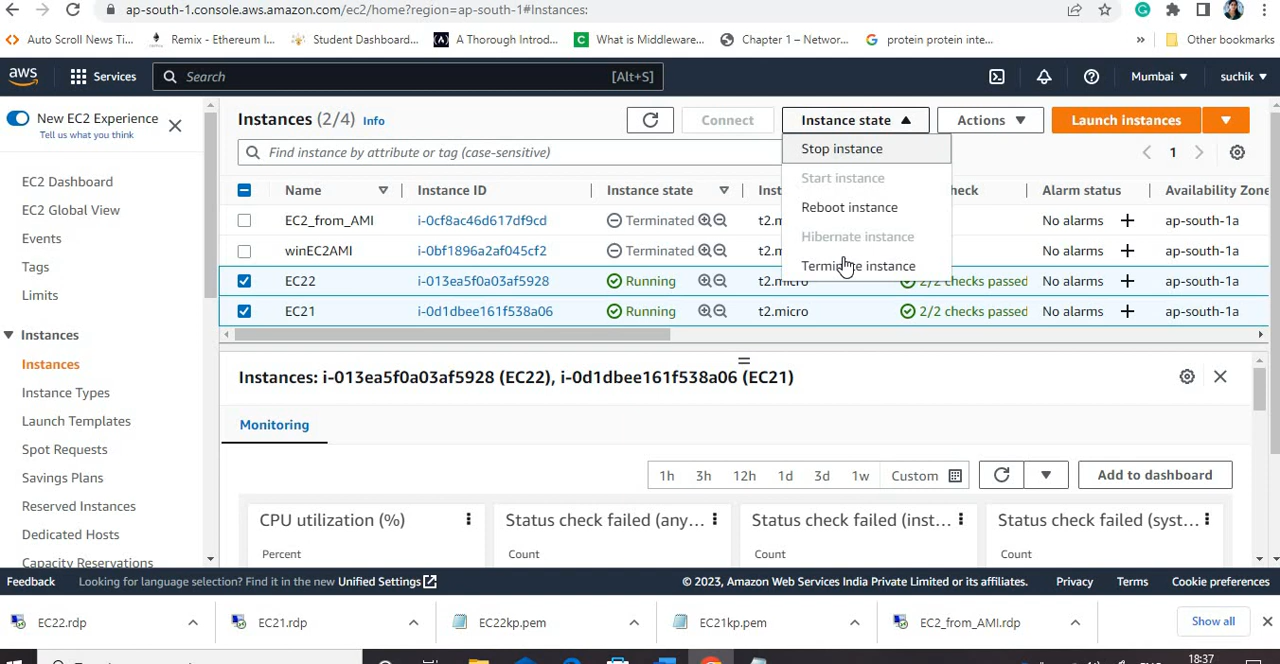 ap-south-1.console.aws.amazon.com/ec2/home?region=ap-south-1#Instances:
Auto Scroll News Ti...
Remix - Ethereum I...
Student Dashboard...
A Thorough Introd...
What is Middleware...
Chapter 1 – Networ...
protein protein inte...
»
Other bookmarks
aws
Services
Search
[Alt+S]
Mumbai
suchik
New EC2 Experience
Tell us what you think
Instances (2/4) Info
Connect
Instance state
Actions
Launch instances
Find instance by attribute or tag (case-sensitive)
1
Stop instance
Start instance
Reboot instance
Hibernate instance
Terminate instance
Name
Instance ID
Instance state
Inst
check
Alarm status
Availability Zone
EC2_from_AMI
i-0cf8ac46d617df9cd
Terminated
t2.m
No alarms
ap-south-1a
winEC2AMI
i-0bf1896a2af045cf2
Terminated
t2.m
No alarms
ap-south-1a
EC22
i-013ea5f0a03af5928
Running
t2.micro
2/2 checks passed
No alarms
ap-south-1a
EC21
i-0d1dbee161f538a06
Running
t2.micro
2/2 checks passed
No alarms
ap-south-1a
EC2 Dashboard
EC2 Global View
Events
Tags
Limits
Instances
Instances
Instance Types
Launch Templates
Spot Requests
Savings Plans
Reserved Instances
Dedicated Hosts
Capacity Reservations
Instances: i-013ea5f0a03af5928 (EC22), i-0d1dbee161f538a06 (EC21)
Monitoring
1h
3h
12h
1d
3d
1w
Custom
Add to dashboard
CPU utilization (%)
Percent
Status check failed (any...
Count
Status check failed (inst...
Count
Status check failed (syst...
Count
Feedback
Looking for language selection? Find it in the new Unified Settings
© 2023, Amazon Web Services India Private Limited or its affiliates.
Privacy
Terms
Cookie preferences
EC22.rdp
EC21.rdp
EC22kp.pem
EC21kp.pem
EC2_from_AMI.rdp
Show all
18:37